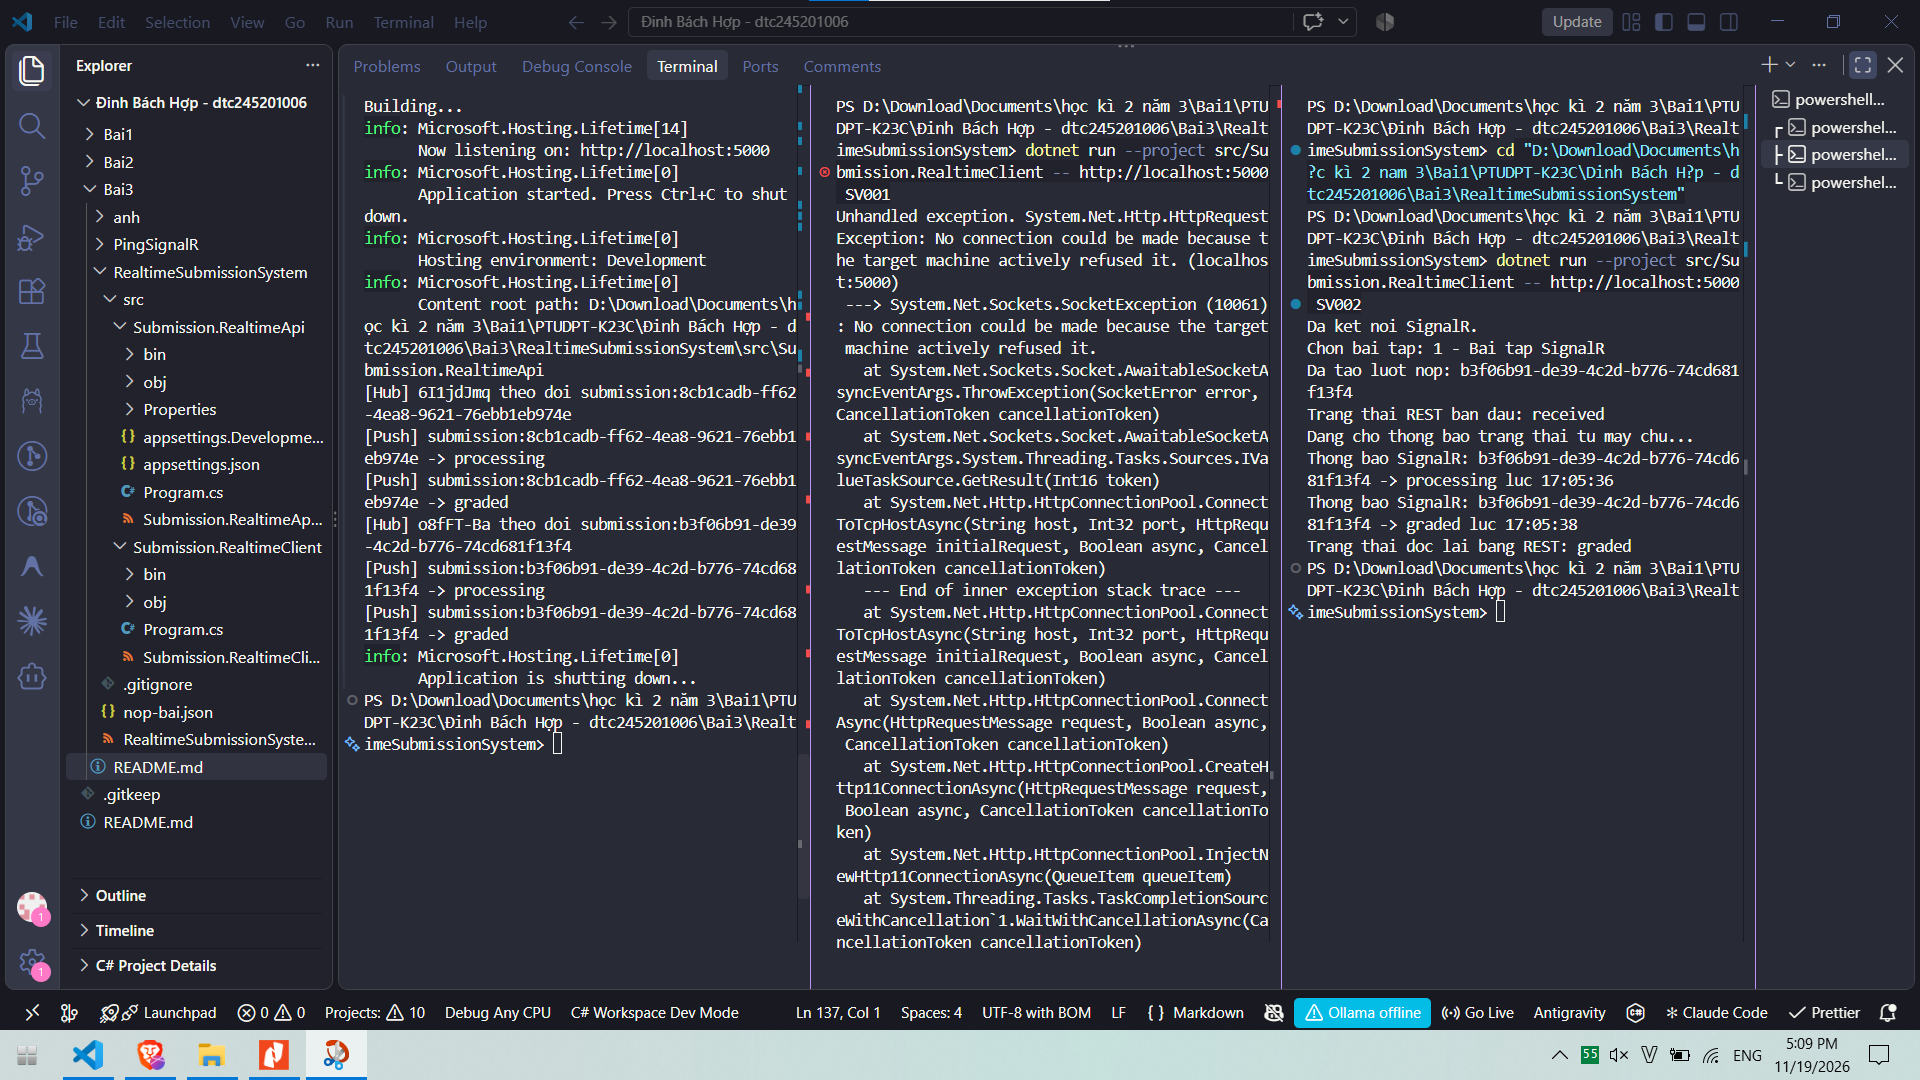 File Edit Selection View Go Run Terminal Help
Đinh Bách Hợp - dtc245201006
Update
Explorer
Đinh Bách Hợp - dtc245201006
Bai1
Bai2
Bai3
anh
PingSignalR
RealtimeSubmissionSystem
src
Submission.RealtimeApi
bin
obj
Properties
appsettings.Developme...
appsettings.json
Program.cs
Submission.RealtimeAp...
Submission.RealtimeClient
bin
obj
Program.cs
Submission.RealtimeCli...
.gitignore
nop-bai.json
RealtimeSubmissionSyste...
README.md
.gitkeep
README.md
Outline
Timeline
C# Project Details
Problems Output Debug Console Terminal Ports Comments
Building...
info: Microsoft.Hosting.Lifetime[14]
Now listening on: http://localhost:5000
info: Microsoft.Hosting.Lifetime[0]
Application started. Press Ctrl+C to shut
down.
info: Microsoft.Hosting.Lifetime[0]
Hosting environment: Development
info: Microsoft.Hosting.Lifetime[0]
Content root path: D:\Download\Documents\h
ọc kì 2 năm 3\Bai1\PTUDPT-K23C\Đinh Bách Hợp - d
tc245201006\Bai3\RealtimeSubmissionSystem\src\Su
bmission.RealtimeApi
[Hub] 6I1jdJmq theo doi submission:8cb1cadb-ff62
-4ea8-9621-76ebb1eb974e
[Push] submission:8cb1cadb-ff62-4ea8-9621-76ebb1
eb974e -> processing
[Push] submission:8cb1cadb-ff62-4ea8-9621-76ebb1
eb974e -> graded
[Hub] o8fFT-Ba theo doi submission:b3f06b91-de39
-4c2d-b776-74cd681f13f4
[Push] submission:b3f06b91-de39-4c2d-b776-74cd68
1f13f4 -> processing
[Push] submission:b3f06b91-de39-4c2d-b776-74cd68
1f13f4 -> graded
info: Microsoft.Hosting.Lifetime[0]
Application is shutting down...
PS D:\Download\Documents\học kì 2 năm 3\Bai1\PTU
DPT-K23C\Đinh Bách Hợp - dtc245201006\Bai3\Realt
imeSubmissionSystem>
PS D:\Download\Documents\học kì 2 năm 3\Bai1\PTU
DPT-K23C\Đinh Bách Hợp - dtc245201006\Bai3\Realt
imeSubmissionSystem> dotnet run --project src/Su
bmission.RealtimeClient -- http://localhost:5000
SV001
Unhandled exception. System.Net.Http.HttpRequest
Exception: No connection could be made because t
he target machine actively refused it. (localhos
t:5000)
---> System.Net.Sockets.SocketException (10061)
: No connection could be made because the target
machine actively refused it.
at System.Net.Sockets.Socket.AwaitableSocketA
syncEventArgs.ThrowException(SocketError error,
CancellationToken cancellationToken)
at System.Net.Sockets.Socket.AwaitableSocketA
syncEventArgs.System.Threading.Tasks.Sources.IVa
lueTaskSource.GetResult(Int16 token)
at System.Net.Http.HttpConnectionPool.Connect
ToTcpHostAsync(String host, Int32 port, HttpRequ
estMessage initialRequest, Boolean async, Cancel
lationToken cancellationToken)
--- End of inner exception stack trace ---
at System.Net.Http.HttpConnectionPool.Connect
ToTcpHostAsync(String host, Int32 port, HttpRequ
estMessage initialRequest, Boolean async, Cancel
lationToken cancellationToken)
at System.Net.Http.HttpConnectionPool.Connect
Async(HttpRequestMessage request, Boolean async,
CancellationToken cancellationToken)
at System.Net.Http.HttpConnectionPool.CreateH
ttp11ConnectionAsync(HttpRequestMessage request,
Boolean async, CancellationToken cancellationTo
ken)
at System.Net.Http.HttpConnectionPool.InjectN
ewHttp11ConnectionAsync(QueueItem queueItem)
at System.Threading.Tasks.TaskCompletionSourc
eWithCancellation`1.WaitWithCancellationAsync(Ca
ncellationToken cancellationToken)
PS D:\Download\Documents\học kì 2 năm 3\Bai1\PTU
DPT-K23C\Đinh Bách Hợp - dtc245201006\Bai3\Realt
imeSubmissionSystem> cd "D:\Download\Documents\h
?c kì 2 nam 3\Bai1\PTUDPT-K23C\Ðinh Bách H?p - d
tc245201006\Bai3\RealtimeSubmissionSystem"
PS D:\Download\Documents\học kì 2 năm 3\Bai1\PTU
DPT-K23C\Đinh Bách Hợp - dtc245201006\Bai3\Realt
imeSubmissionSystem> dotnet run --project src/Su
bmission.RealtimeClient -- http://localhost:5000
SV002
Da ket noi SignalR.
Chon bai tap: 1 - Bai tap SignalR
Da tao luot nop: b3f06b91-de39-4c2d-b776-74cd681
f13f4
Trang thai REST ban dau: received
Dang cho thong bao trang thai tu may chu...
Thong bao SignalR: b3f06b91-de39-4c2d-b776-74cd6
81f13f4 -> processing luc 17:05:36
Thong bao SignalR: b3f06b91-de39-4c2d-b776-74cd6
81f13f4 -> graded luc 17:05:38
Trang thai doc lai bang REST: graded
PS D:\Download\Documents\học kì 2 năm 3\Bai1\PTU
DPT-K23C\Đinh Bách Hợp - dtc245201006\Bai3\Realt
imeSubmissionSystem>
powershell...
powershel...
powershel...
powershel...
1
1
Launchpad 0 0 Projects: 10 Debug Any CPU C# Workspace Dev Mode Ln 137, Col 1 Spaces: 4 UTF-8 with BOM LF { } Markdown Ollama offline Go Live Antigravity Claude Code Prettier
55 ENG 5:09 PM
11/19/2026